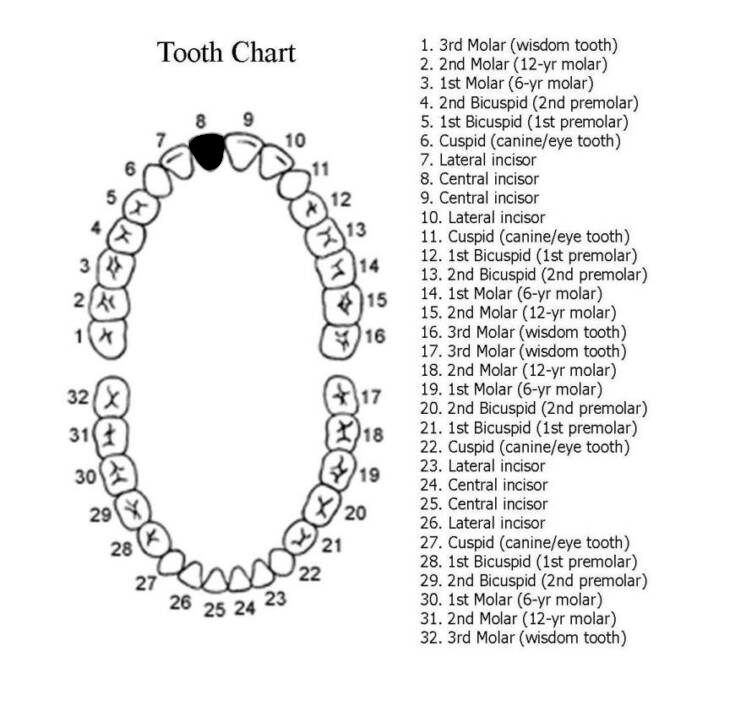 Tooth Chart
8
9
7
10
6
11
5
12
4
13
3
14
2
15
1
16
32
17
31
18
30
19
29
20
28
21
27
22
26
23
25
24
1. 3rd Molar (wisdom tooth)
2. 2nd Molar (12-yr molar)
3. 1st Molar (6-yr molar)
4. 2nd Bicuspid (2nd premolar)
5. 1st Bicuspid (1st premolar)
6. Cuspid (canine/eye tooth)
7. Lateral incisor
8. Central incisor
9. Central incisor
10. Lateral incisor
11. Cuspid (canine/eye tooth)
12. 1st Bicuspid (1st premolar)
13. 2nd Bicuspid (2nd premolar)
14. 1st Molar (6-yr molar)
15. 2nd Molar (12-yr molar)
16. 3rd Molar (wisdom tooth)
17. 3rd Molar (wisdom tooth)
18. 2nd Molar (12-yr molar)
19. 1st Molar (6-yr molar)
20. 2nd Bicuspid (2nd premolar)
21. 1st Bicuspid (1st premolar)
22. Cuspid (canine/eye tooth)
23. Lateral incisor
24. Central incisor
25. Central incisor
26. Lateral incisor
27. Cuspid (canine/eye tooth)
28. 1st Bicuspid (1st premolar)
29. 2nd Bicuspid (2nd premolar)
30. 1st Molar (6-yr molar)
31. 2nd Molar (12-yr molar)
32. 3rd Molar (wisdom tooth)